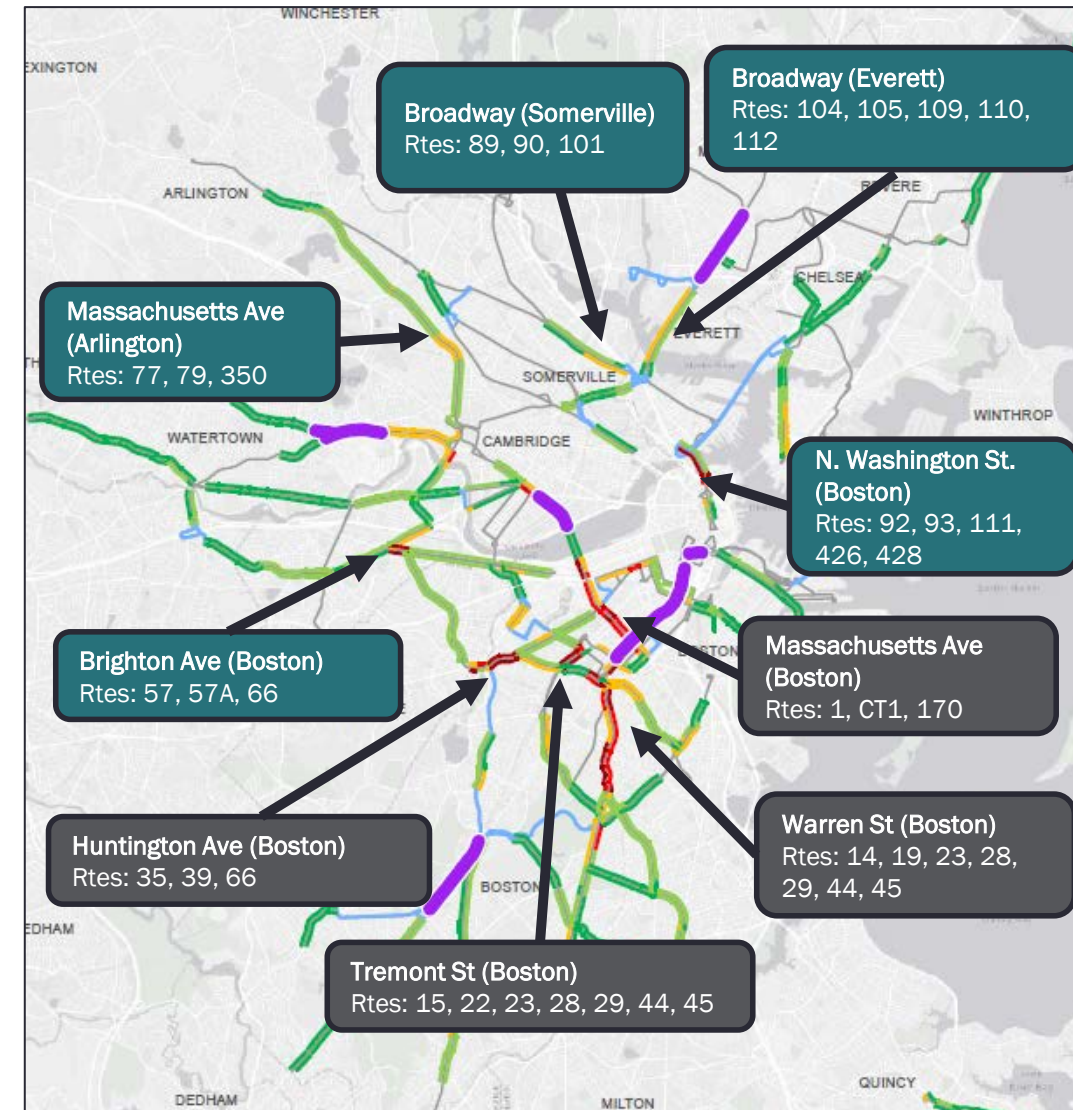 WINCHESTER
EXINGTON
Broadway (Everett)
Rtes: 104, 105, 109, 110,
112
Broadway (Somerville)
Rtes: 89, 90, 101
ARLINGTON
CHELSEA
Massachusetts Ave
(Arlington)
Rtes: 77, 79, 350
EVERETT
SOMERVILLE
WINTHROP
WATERTOWN
CAMBRIDGE
N. Washington St.
(Boston)
Rtes: 92, 93, 111,
426, 428
Brighton Ave (Boston)
Rtes: 57, 57A, 66
Massachusetts Ave
(Boston)
Rtes: 1, CT1, 170
Huntington Ave (Boston)
Rtes: 35, 39, 66
Warren St (Boston)
Rtes: 14, 19, 23, 28,
29, 44, 45
BOSTON
EDHAM
Tremont St (Boston)
Rtes: 15, 22, 23, 28, 29, 44, 45
QUINCY
DEDHAM
MILTON